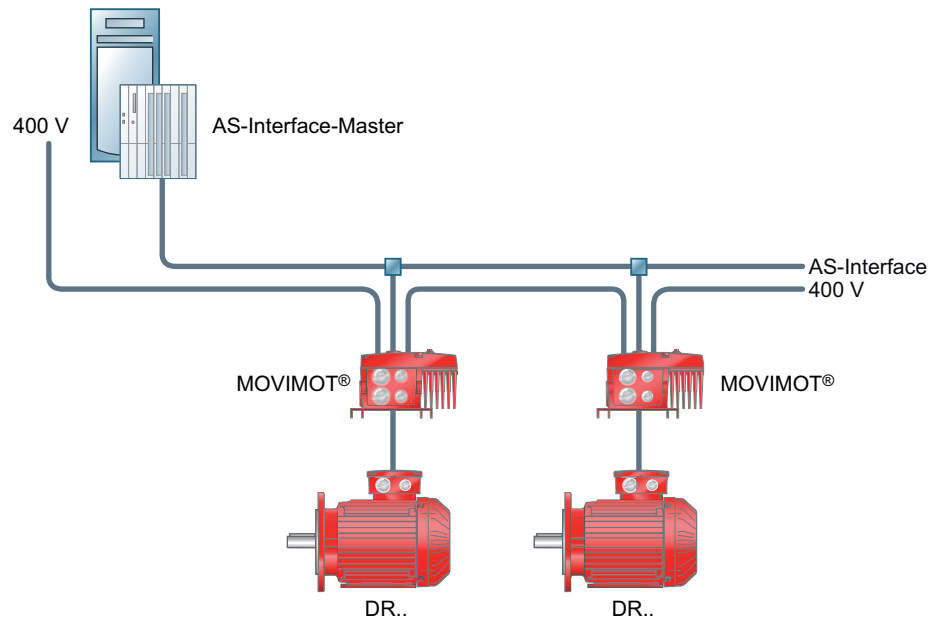 400 V
AS-Interface-Master
AS-Interface
400 V
MOVIMOT®
MOVIMOT®
DR..
DR..